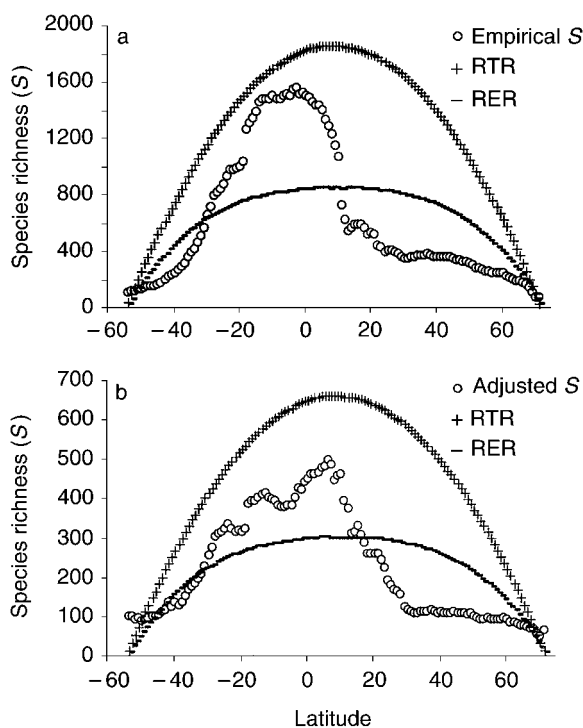 a
2000
1600
1200
800
400
0
Species richness (S)
Empirical S
RTR
RER
−60 −40 −20 0 20 40 60
Latitude
b
700
600
500
400
300
200
100
0
Species richness (S)
Adjusted S
RTR
RER
−60 −40 −20 0 20 40 60
Latitude